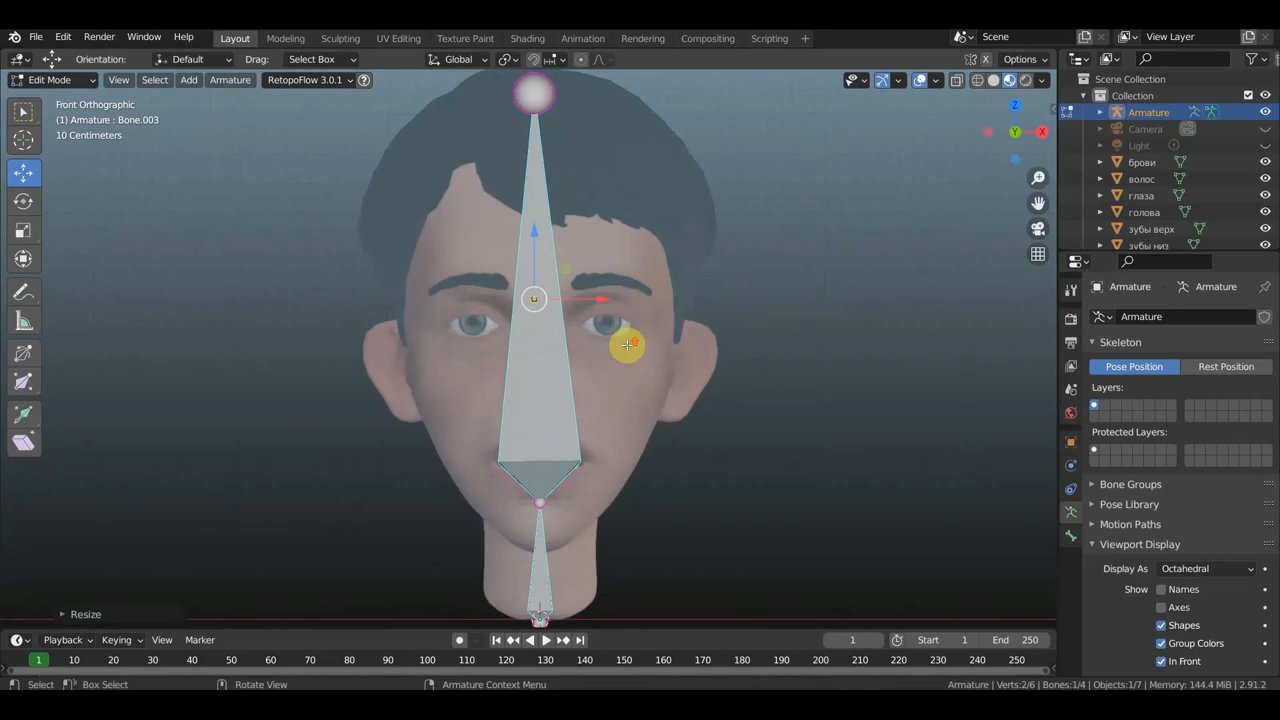 File Edit Render Window Help Layout Modeling Sculpting UV Editing Texture Paint Shading Animation Rendering Compositing Scripting + Scene View Layer
Orientation: Default Drag: Select Box Global Options
Edit Mode View Select Add Armature RetopoFlow 3.0.1
Front Orthographic
(1) Armature : Bone.003
10 Centimeters
Z
Y
X
Scene Collection
Collection
Armature
Camera
Light
брови
волос
глаза
голова
зубы верх
зубы низ
Armature Armature
Armature
Skeleton
Pose Position Rest Position
Layers:
Protected Layers:
Bone Groups
Pose Library
Motion Paths
Viewport Display
Display As Octahedral
Show Names
Axes
Shapes
Group Colors
In Front
Resize
Playback Keying View Marker 1 Start 1 End 250
1 10 20 30 40 50 60 70 80 90 100 110 120 130 140 150 160 170 180 190 200 210 220 230 240 250
Select Box Select Rotate View Armature Context Menu Armature | Verts:2/6 | Bones:1/4 | Objects:1/7 | Memory: 144.4 MiB | 2.91.2